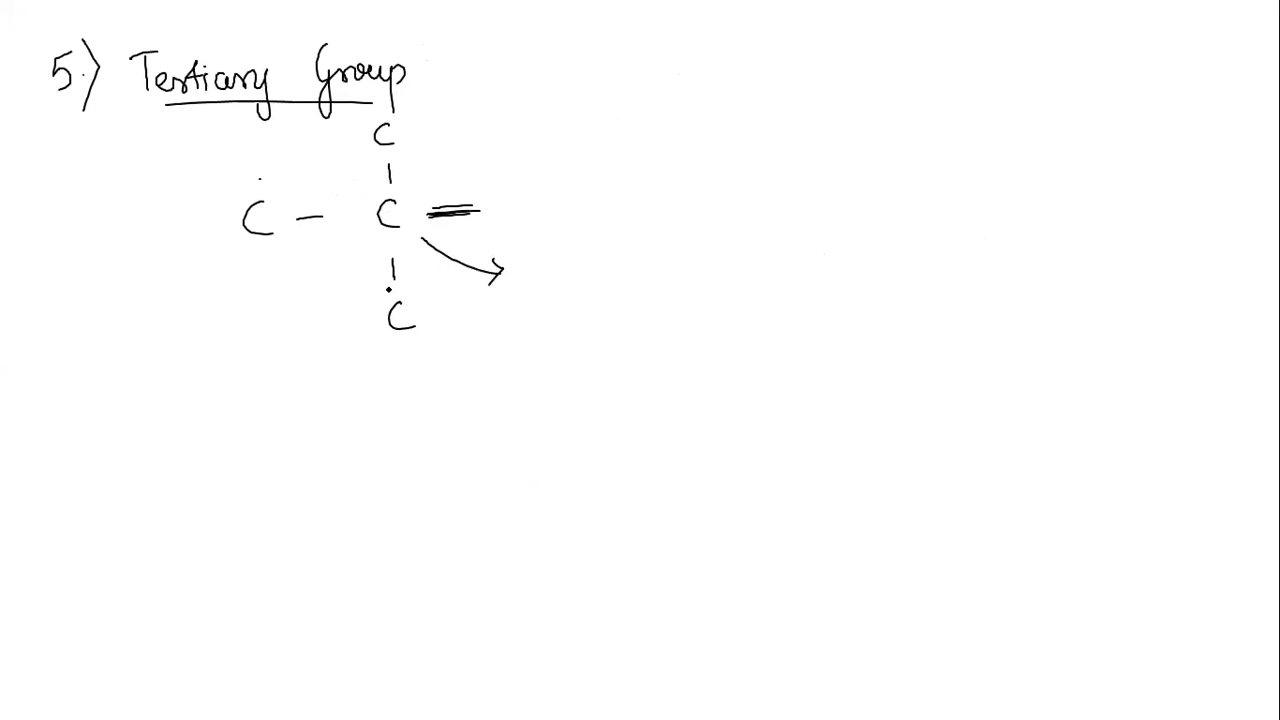 5.) Tertiary Group
C
|
C – C =
|
C